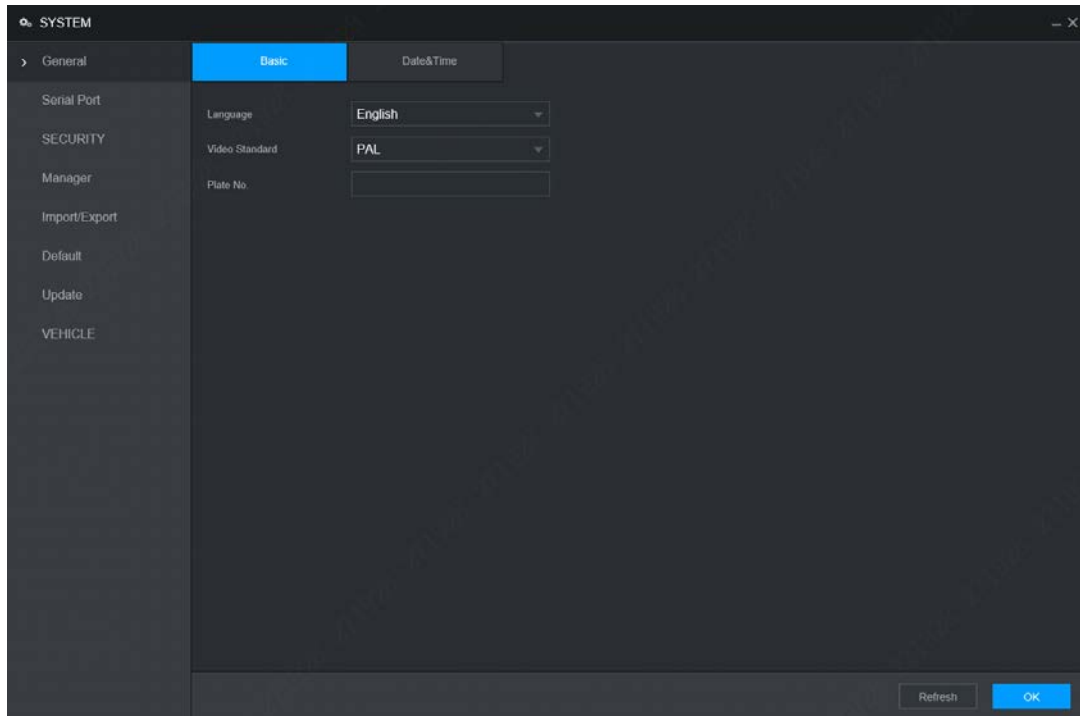 SYSTEM
General
Basic
Date&Time
Serial Port
Language
English
SECURITY
Video Standard
PAL
Manager
Plate No.
Import/Export
Default
Update
VEHICLE
Refresh
OK